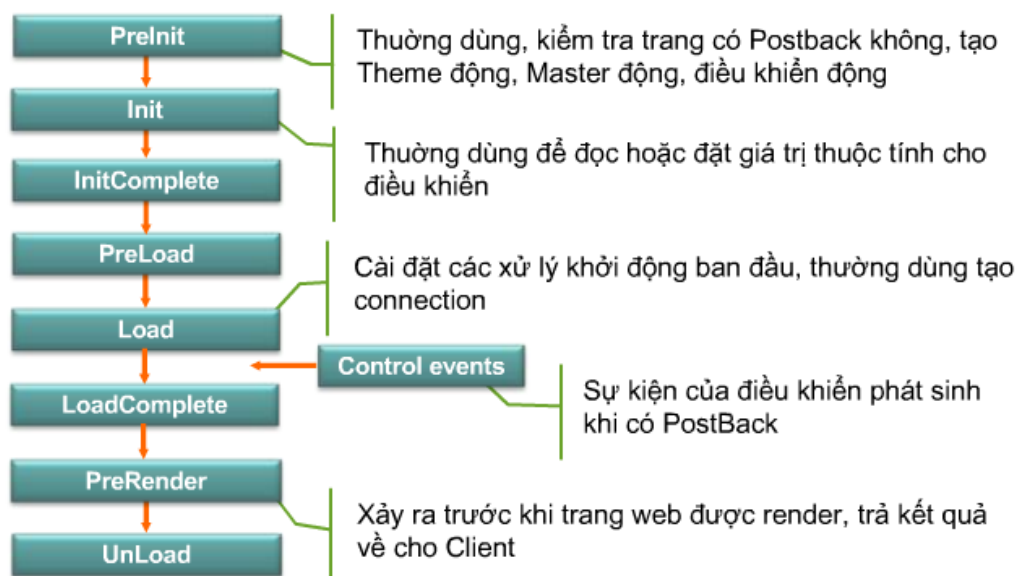 PreInit
Thuờng dùng, kiểm tra trang có Postback không, tạo
Theme động, Master động, điều khiển động
Init
Thuờng dùng để đọc hoặc đặt giá trị thuộc tính cho
điều khiển
InitComplete
PreLoad
Cài đặt các xử lý khởi động ban đầu, thường dùng tạo
connection
Load
Control events
Sự kiện của điều khiển phát sinh
khi có PostBack
LoadComplete
PreRender
Xảy ra trước khi trang web được render, trả kết quả
về cho Client
UnLoad